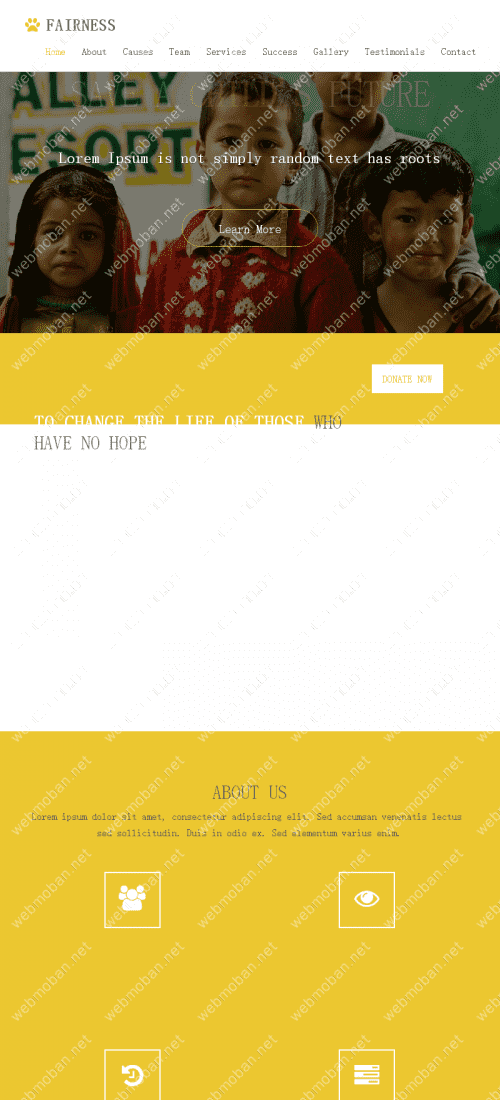 FAIRNESS
Home About Causes Team Services Success Gallery Testimonials Contact
SAVE A CHILD'S FUTURE
Lorem Ipsum is not simply random text has roots
Learn More
DONATE NOW
TO CHANGE THE LIFE OF THOSE WHO
HAVE NO HOPE
ABOUT US
Lorem ipsum dolor sit amet, consectetur adipiscing elit. Sed accumsan venenatis lectus
sed sollicitudin. Duis in odio ex. Sed elementum varius enim.
webmoban.net